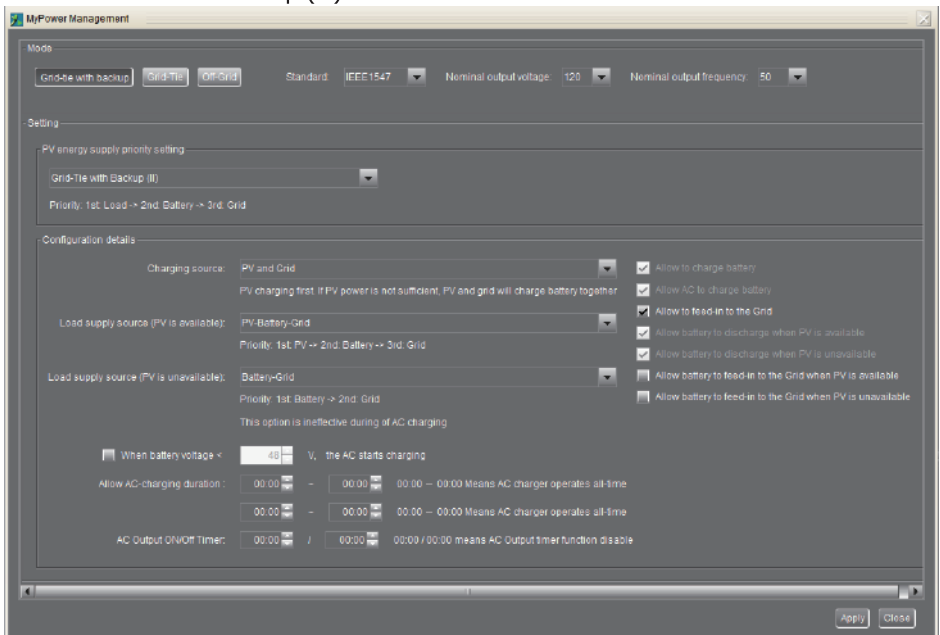 MyPower Management
Mode
Grid-tie with backup Grid-Tie Off-Grid Standard: IEEE1547 Nominal output voltage: 120 Nominal output frequency: 50
Setting
PV energy supply priority setting
Grid-Tie with Backup (II)
Priority: 1st: Load -> 2nd: Battery -> 3rd: Grid
Configuration details
Charging source: PV and Grid
PV charging first. If PV power is not sufficient, PV and grid will charge battery together
Load supply source (PV is available): PV-Battery-Grid
Priority: 1st: PV -> 2nd: Battery -> 3rd: Grid
Load supply source (PV is unavailable): Battery-Grid
Priority: 1st: Battery -> 2nd: Grid
This option is ineffective during of AC charging
Allow to charge battery
Allow AC to charge battery
Allow to feed-in to the Grid
Allow battery to discharge when PV is available
Allow battery to discharge when PV is unavailable
Allow battery to feed-in to the Grid when PV is available
Allow battery to feed-in to the Grid when PV is unavailable
When battery voltage < 48 V, the AC starts charging
Allow AC-charging duration : 00:00 – 00:00 00:00 – 00:00 Means AC charger operates all-time
00:00 – 00:00 00:00 – 00:00 Means AC charger operates all-time
AC Output ON/Off Timer: 00:00 / 00:00 00:00 / 00:00 means AC Output timer function disable
Apply Close